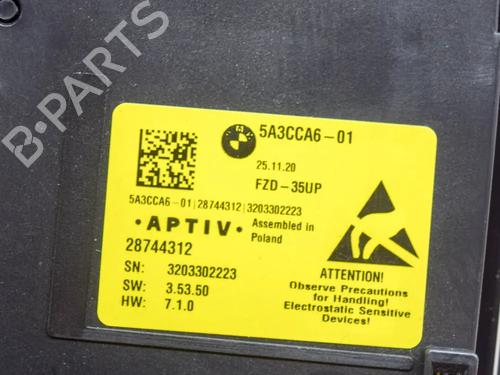 B-PARTS
5A3CCA6-01
25.11.20
FZD-35UP
5A3CCA6-01|28744312|3203302223
·APTIV· Assembled in Poland
28744312
SN: 3203302223
SW: 3.53.50
HW: 7.1.0
ATTENTION!
Observe Precautions
for Handling!
Electrostatic Sensitive
Devices!